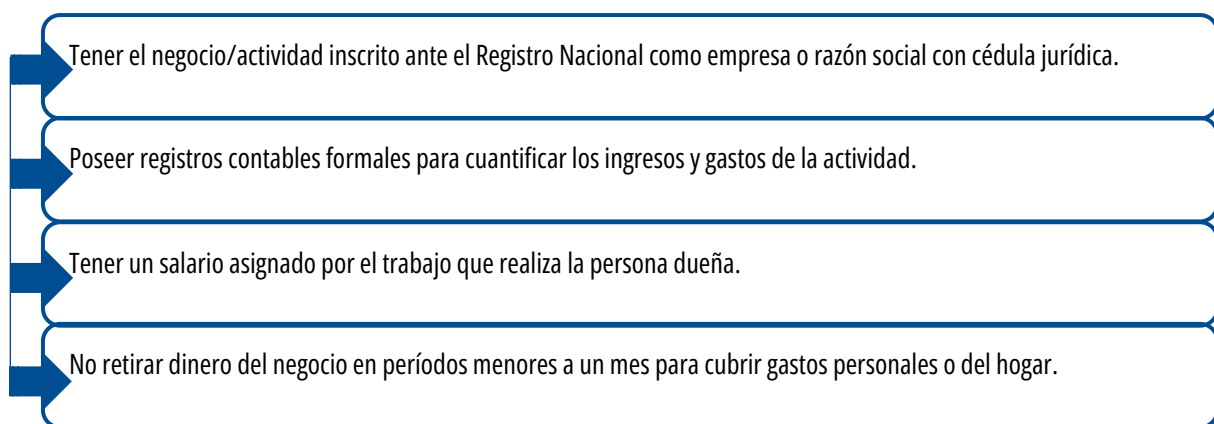 Tener el negocio/actividad inscrito ante el Registro Nacional como empresa o razón social con cédula jurídica.
Poseer registros contables formales para cuantificar los ingresos y gastos de la actividad.
Tener un salario asignado por el trabajo que realiza la persona dueña.
No retirar dinero del negocio en períodos menores a un mes para cubrir gastos personales o del hogar.